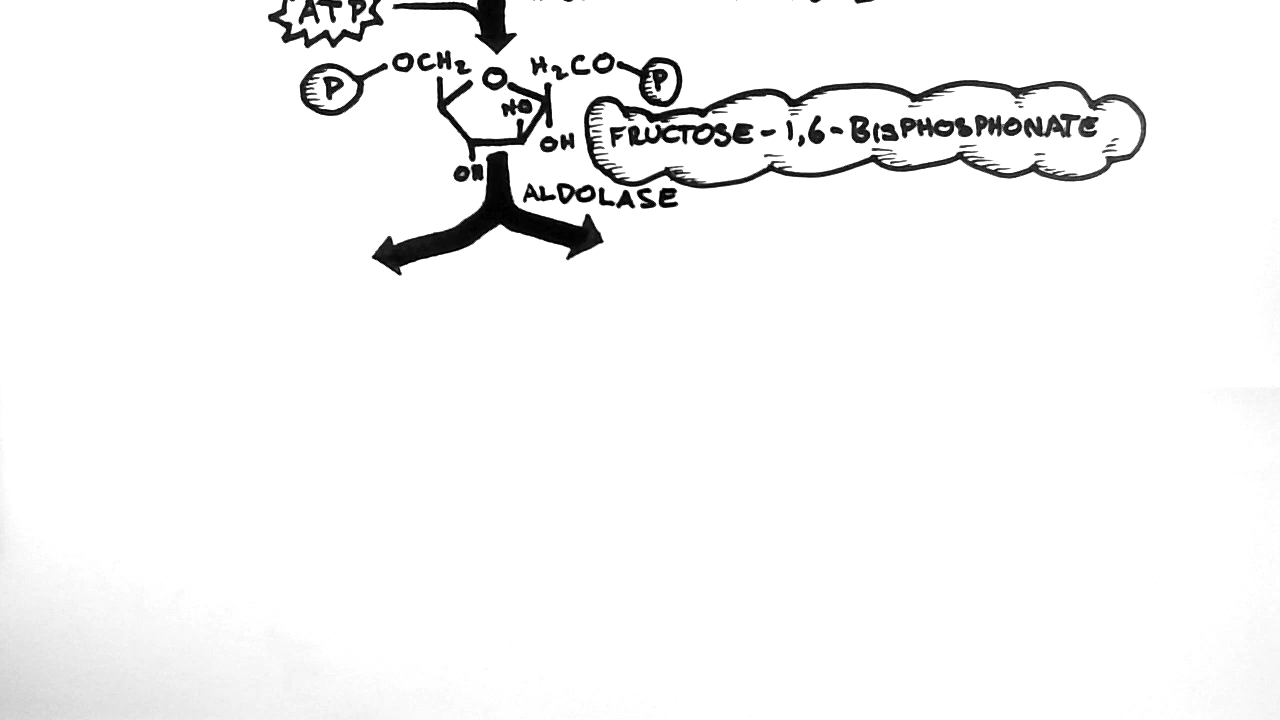 ATP
P
OCH2
O
H2CO
P
HO
OH
OH
FRUCTOSE-1,6-BISPHOSPHONATE
ALDOLASE